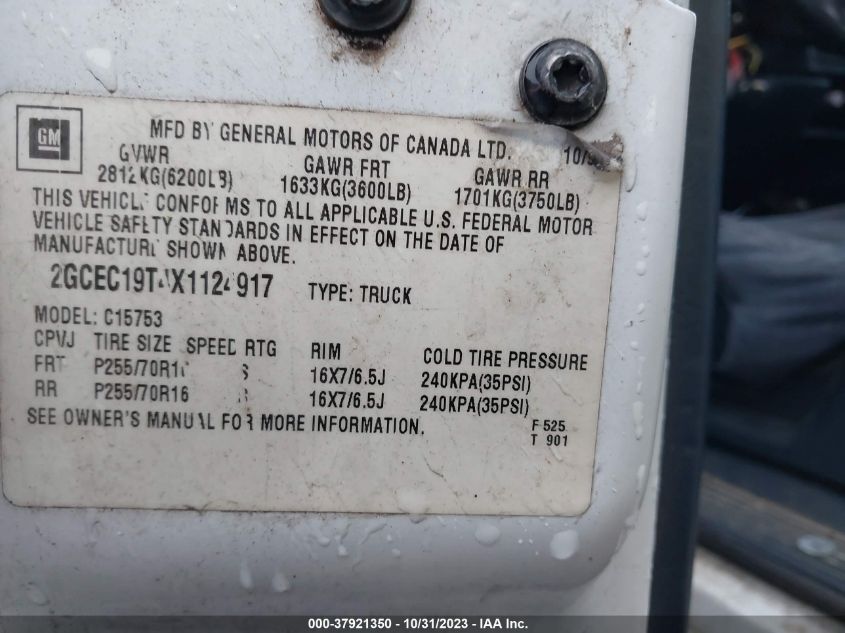 GM
MFD BY GENERAL MOTORS OF CANADA LTD. 10/9
GVWR GAWR FRT GAWR RR
2812KG(6200LB) 1633KG(3600LB) 1701KG(3750LB)
THIS VEHICLE CONFORMS TO ALL APPLICABLE U.S. FEDERAL MOTOR
VEHICLE SAFETY STANDARDS IN EFFECT ON THE DATE OF
MANUFACTURE SHOWN ABOVE.
TYPE: TRUCK
MODEL: C15753
TIRE SIZE SPEED RTG RIM COLD TIRE PRESSURE
FRT S 16X7/6.5J 240KPA(35PSI)
RR P255/70R16 16X7/6.5J 240KPA(35PSI)
SEE OWNER'S MANUAL FOR MORE INFORMATION.
F 525
T 901
000-37921350 - 10/31/2023 - IAA Inc.